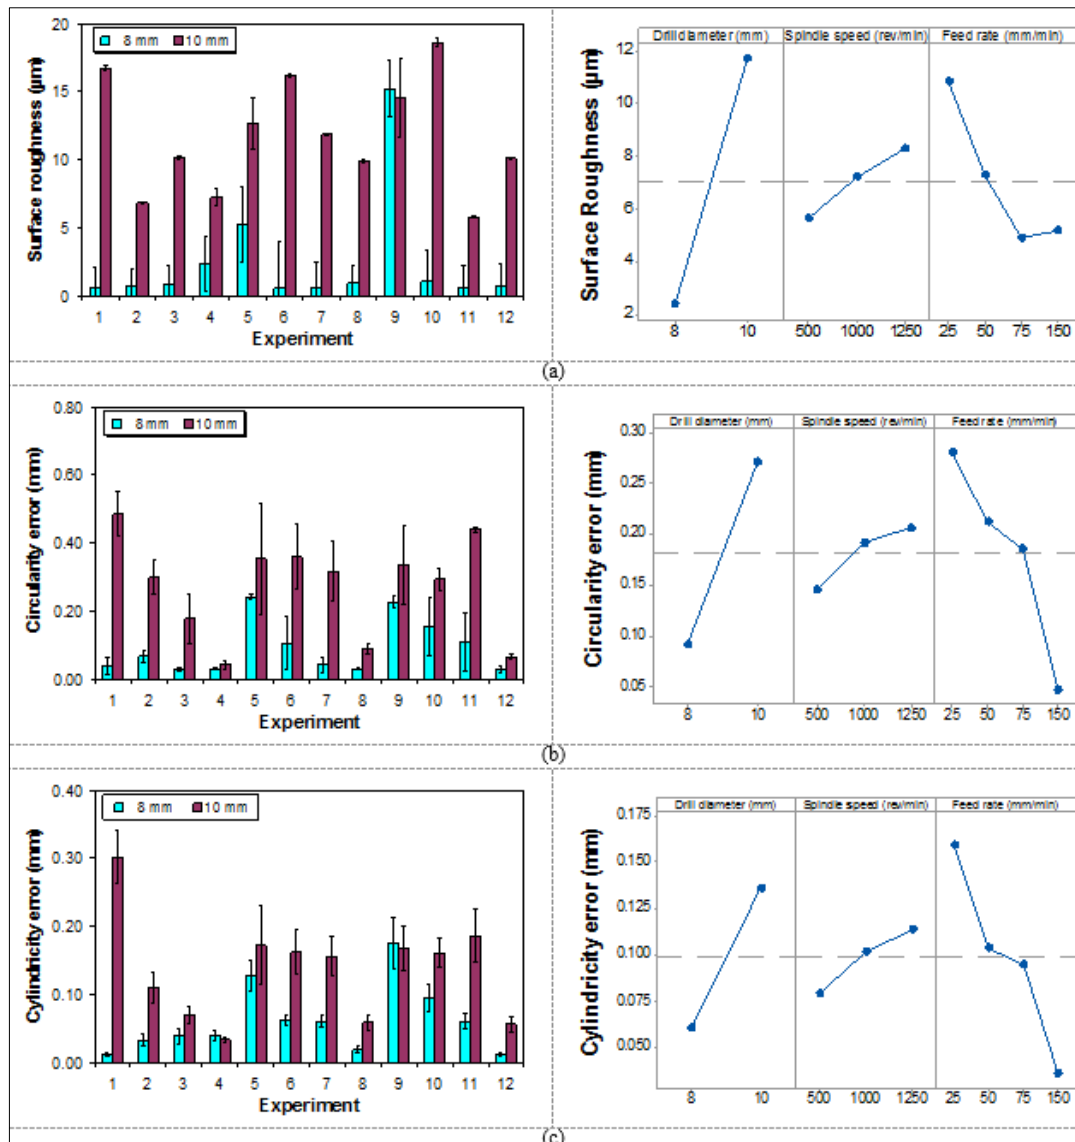 20
15
10
5
0
8 mm 10 mm
Surface roughness (µm)
1 2 3 4 5 6 7 8 9 10 11 12
Experiment
Drill diameter (mm) Spindle speed (rev/min) Feed rate (mm/min)
12
10
8
6
4
2
Surface Roughness (µm)
8 10 500 1000 1250 25 50 75 150
(a)
0.80
0.60
0.40
0.20
0.00
8 mm 10 mm
Circularity error (mm)
1 2 3 4 5 6 7 8 9 10 11 12
Experiment
Drill diameter (mm) Spindle speed (rev/min) Feed rate (mm/min)
0.30
0.25
0.20
0.15
0.10
0.05
Circularity error (mm)
8 10 500 1000 1250 25 50 75 150
(b)
0.40
0.30
0.20
0.10
0.00
8 mm 10 mm
Cylindricity error (mm)
1 2 3 4 5 6 7 8 9 10 11 12
Experiment
Drill diameter (mm) Spindle speed (rev/min) Feed rate (mm/min)
0.175
0.150
0.125
0.100
0.075
0.050
Cylindricity error (mm)
8 10 500 1000 1250 25 50 75 150
(c)